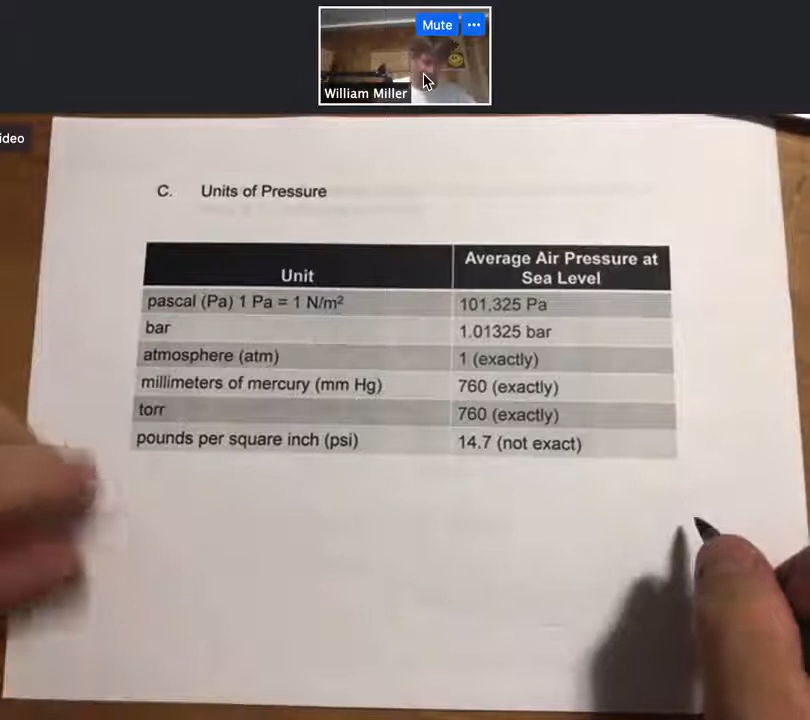 Mute ...
William Miller
ideo
C. Units of Pressure
Unit Average Air Pressure at
Sea Level
pascal (Pa) 1 Pa = 1 N/m² 101,325 Pa
bar 1.01325 bar
atmosphere (atm) 1 (exactly)
millimeters of mercury (mm Hg) 760 (exactly)
torr 760 (exactly)
pounds per square inch (psi) 14.7 (not exact)